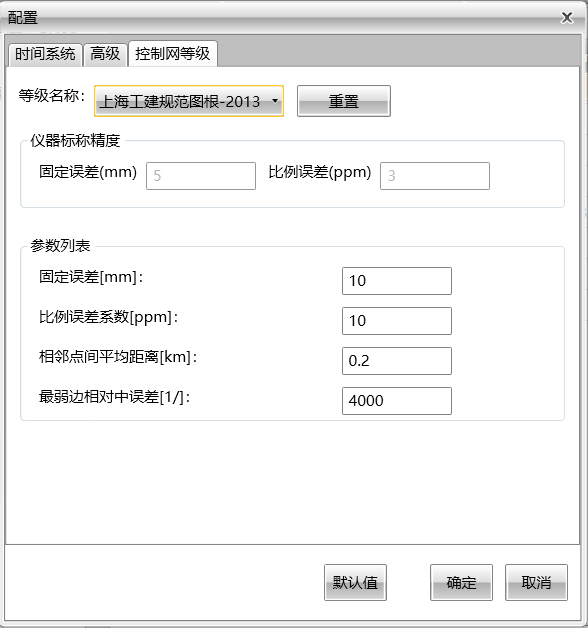 配置
时间系统 高级 控制网等级
等级名称: 上海工建规范图根-2013 重置
仪器标称精度
固定误差(mm) 5 比例误差(ppm) 3
参数列表
固定误差[mm]: 10
比例误差系数[ppm]: 10
相邻点间平均距离[km]: 0.2
最弱边相对中误差[1/]: 4000
默认值 确定 取消